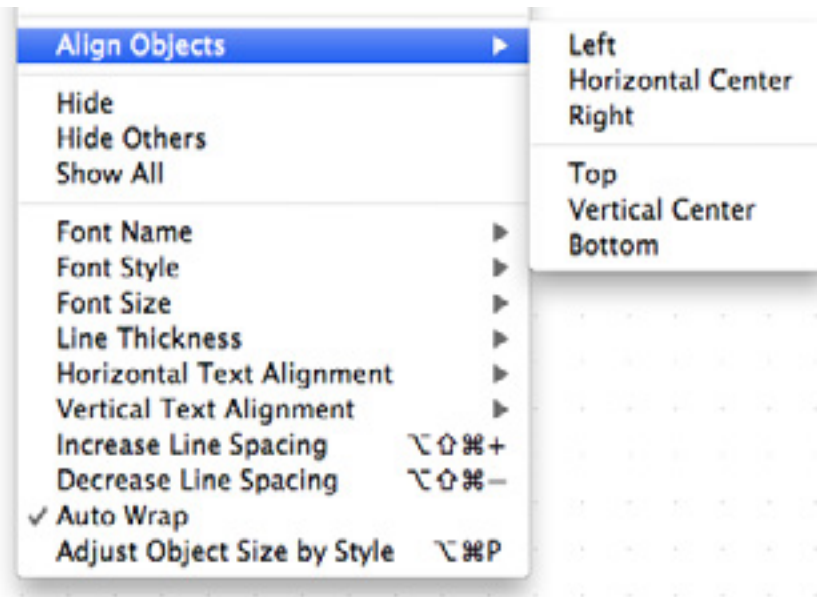 Align Objects ▶
Hide
Hide Others
Show All
Font Name ▶
Font Style ▶
Font Size ▶
Line Thickness ▶
Horizontal Text Alignment ▶
Vertical Text Alignment ▶
Increase Line Spacing ⌥⇧⌘+
Decrease Line Spacing ⌥⇧⌘−
✓ Auto Wrap
Adjust Object Size by Style ⌥⌘P
Left
Horizontal Center
Right
Top
Vertical Center
Bottom